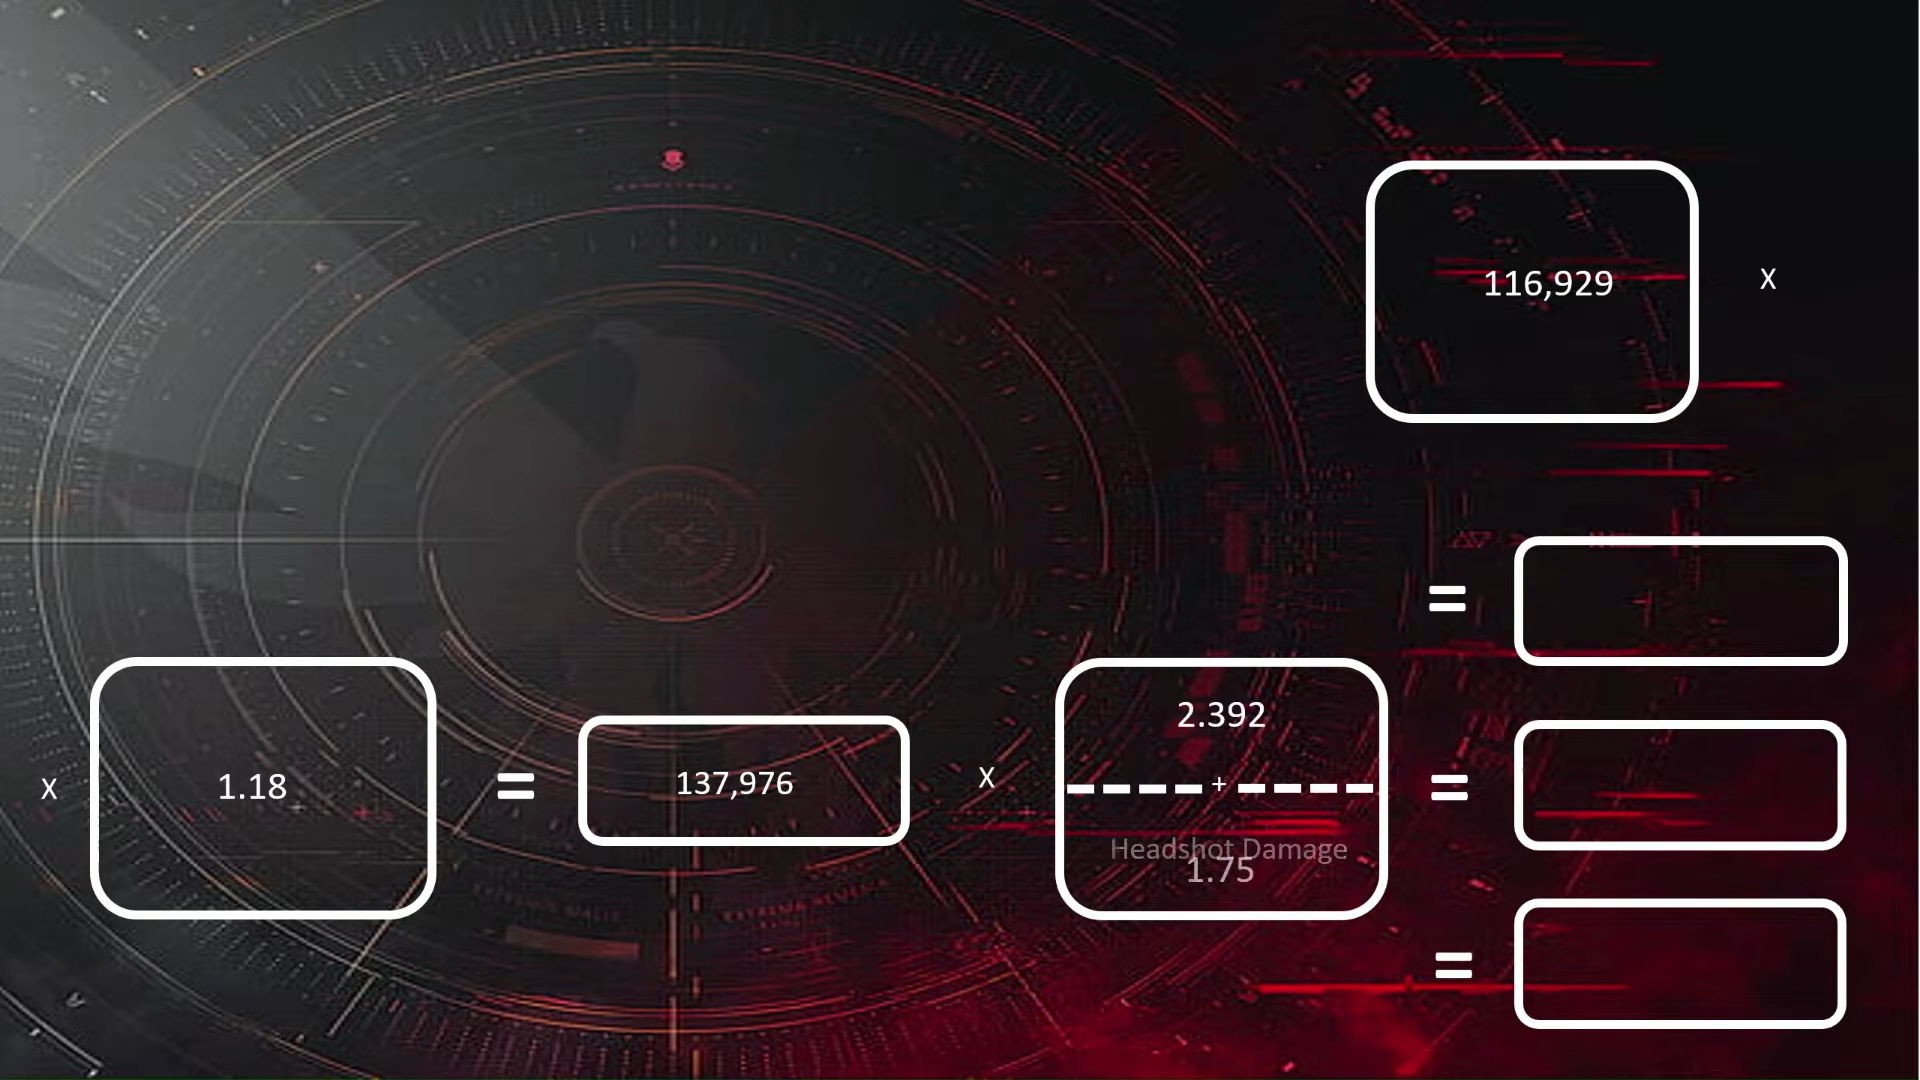 116,929 X
=
X 1.18 = 137,976 X 2.392 =
+
Headshot Damage
1.75
=